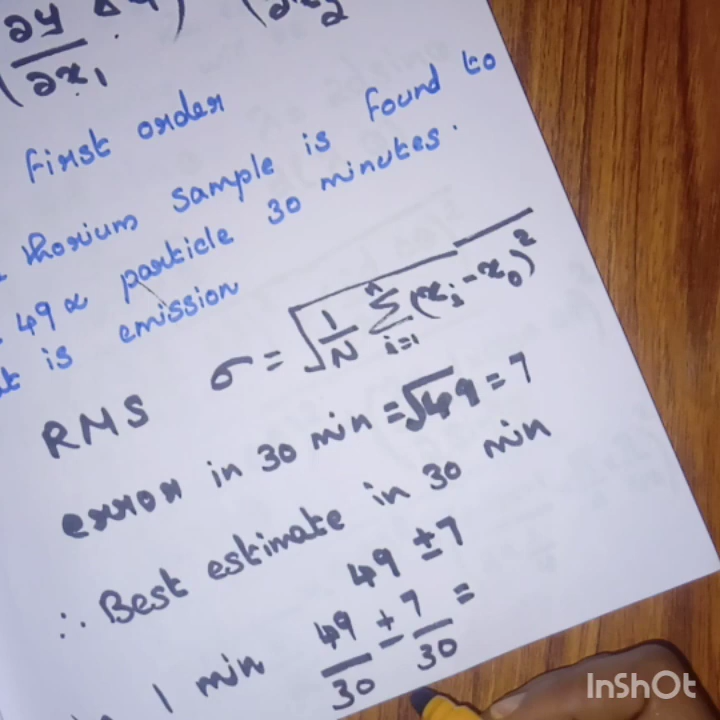 (∂y/∂x₁
first order
thorium sample is found to
49 α particle 30 minutes.
is emission
RMS σ = √(1/N Σⁿᵢ₌₁ (xᵢ - x₀)²)
error in 30 min = √49 = 7
∴ Best estimate in 30 min
49 ± 7
1 min 49/30 ± 7/30 =
InShOt